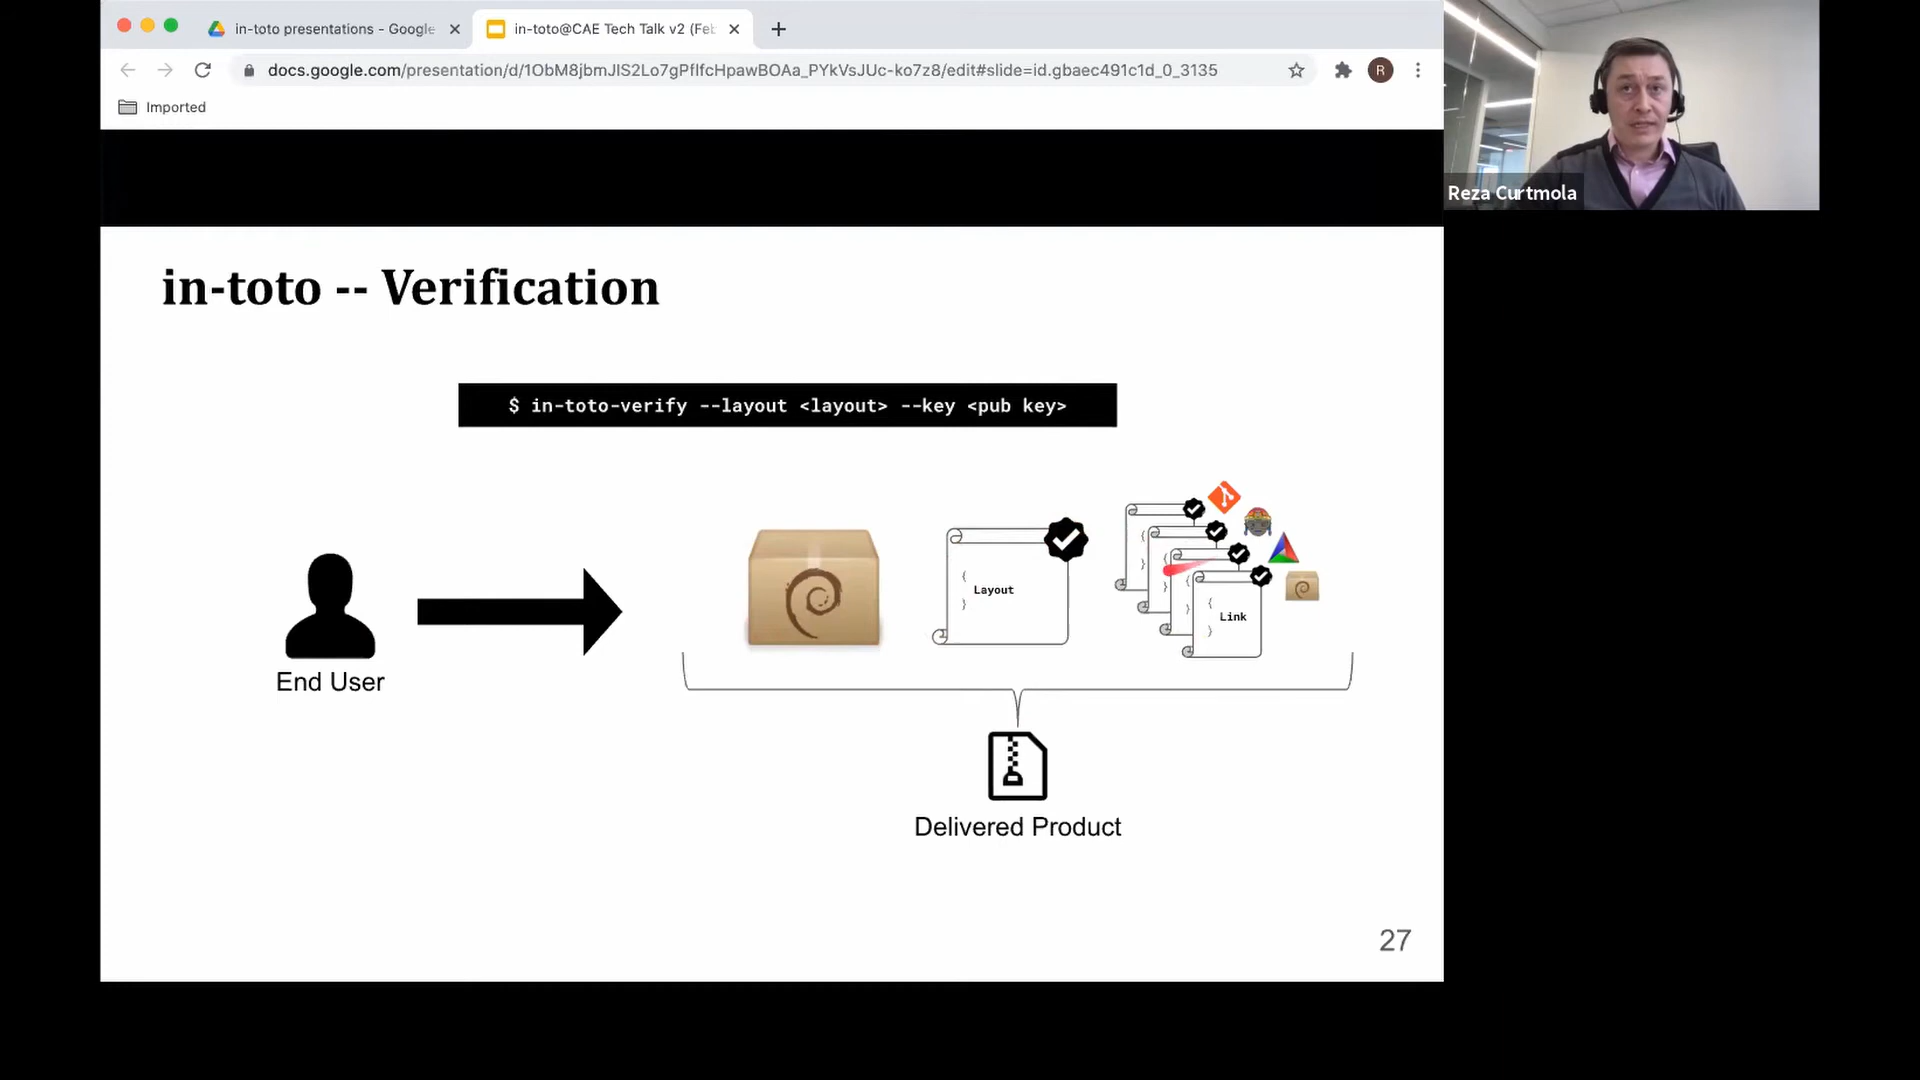 in-toto presentations - Google
in-toto@CAE Tech Talk v2 (Feb
docs.google.com/presentation/d/1ObM8jbmJIS2Lo7gPfIfcHpawBOAa_PYkVsJUc-ko7z8/edit#slide=id.gbaec491c1d_0_3135
R
Imported
Reza Curtmola
in-toto -- Verification
$ in-toto-verify --layout <layout> --key <pub key>
{
Layout
}
{
Link
}
End User
Delivered Product
27